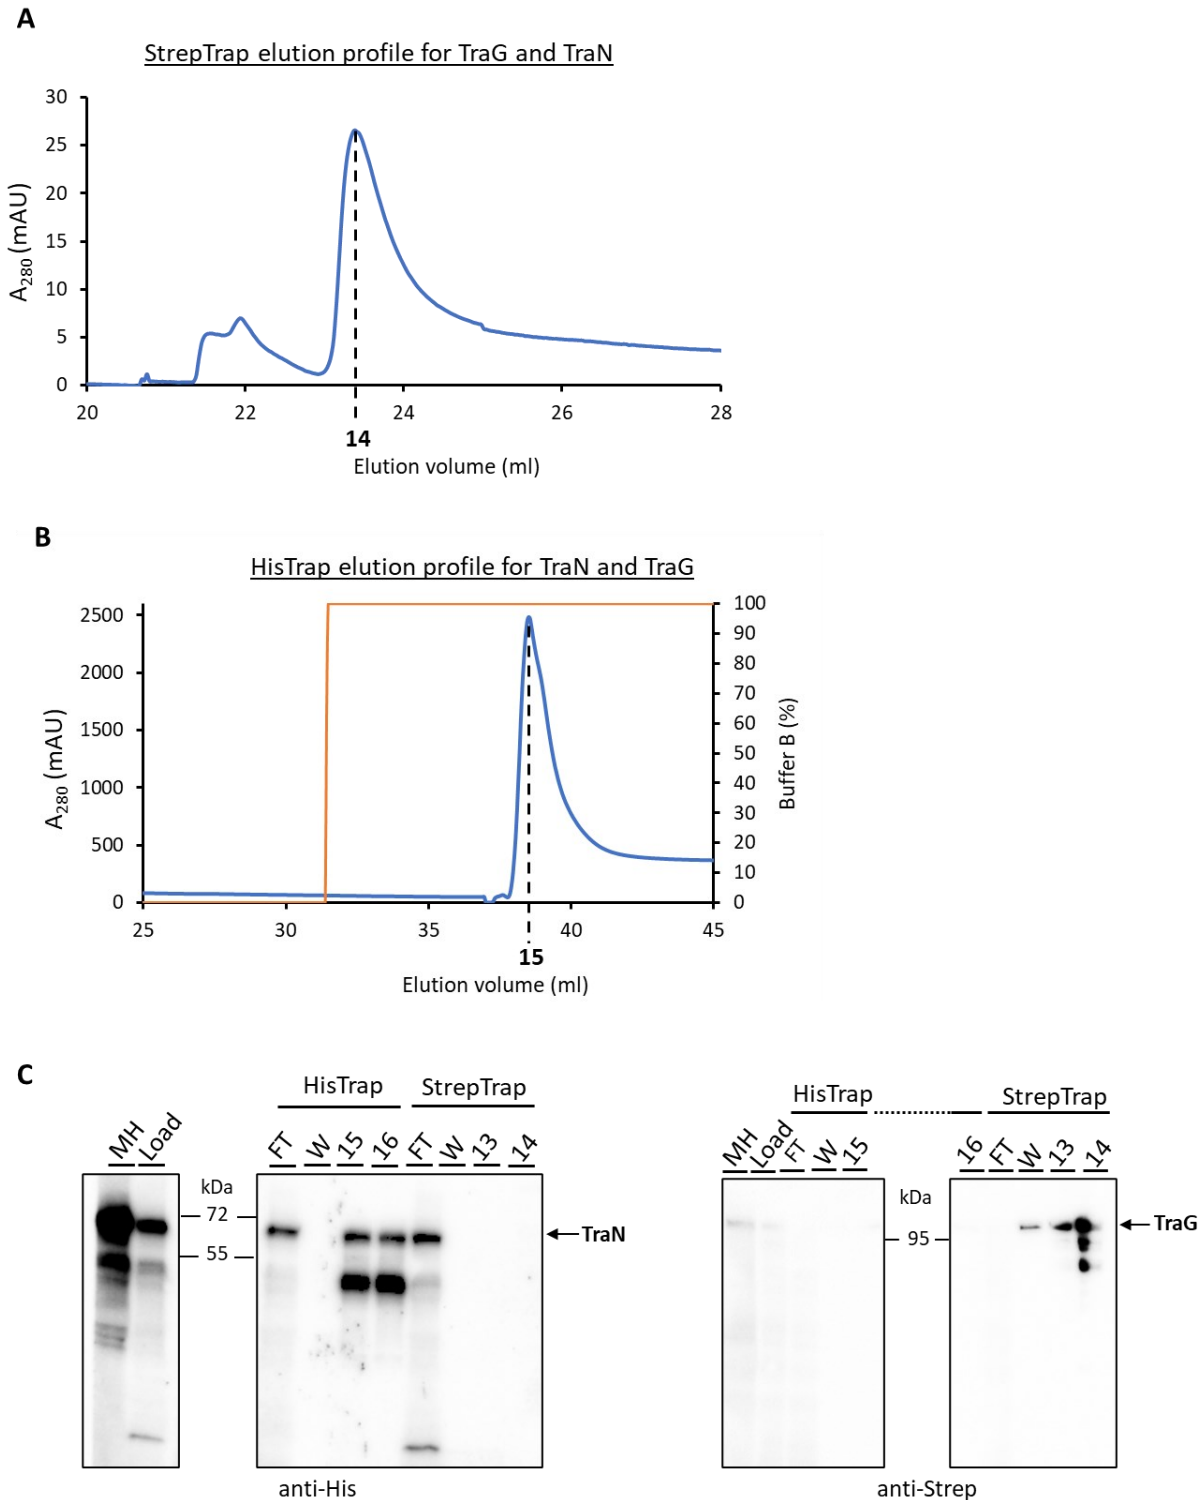 A
StrepTrap elution profile for TraG and TraN
30
25
20
15
10
5
0
A280 (mAU)
20 22 24 26 28
14
Elution volume (ml)
B
HisTrap elution profile for TraN and TraG
2500
2000
1500
1000
500
0
A280 (mAU)
100
90
80
70
60
50
40
30
20
10
0
Buffer B (%)
25 30 35 40 45
15
Elution volume (ml)
C
HisTrap StrepTrap
MH Load FT W 15 16 FT W 13 14
kDa
72
55
TraN
anti-His
HisTrap StrepTrap
MH Load FT W 15 16 FT W 13 14
kDa
95
TraG
anti-Strep